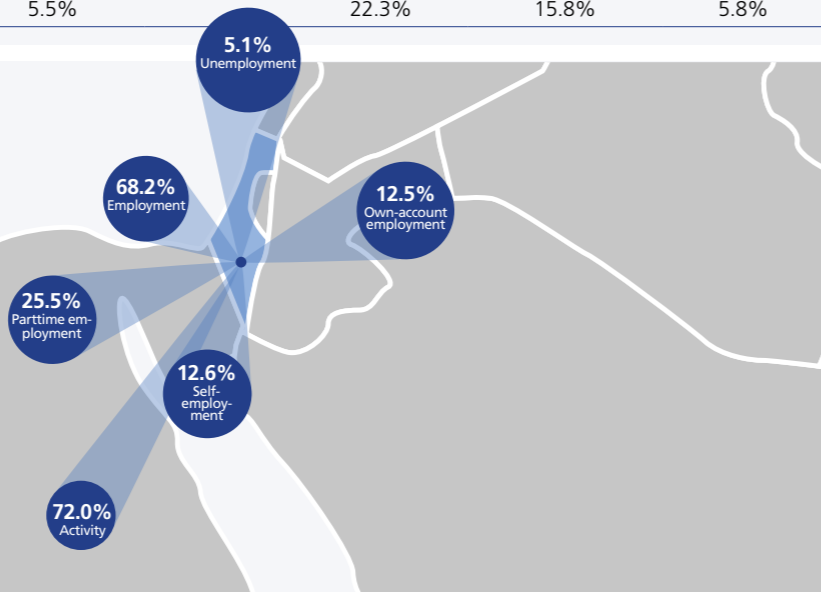 5.5%
22.3%
15.8%
5.8%
5.1%
Unemployment
68.2%
Employment
12.5%
Own-account
employment
25.5%
Parttime em-
ployment
12.6%
Self-
employ-
ment
72.0%
Activity